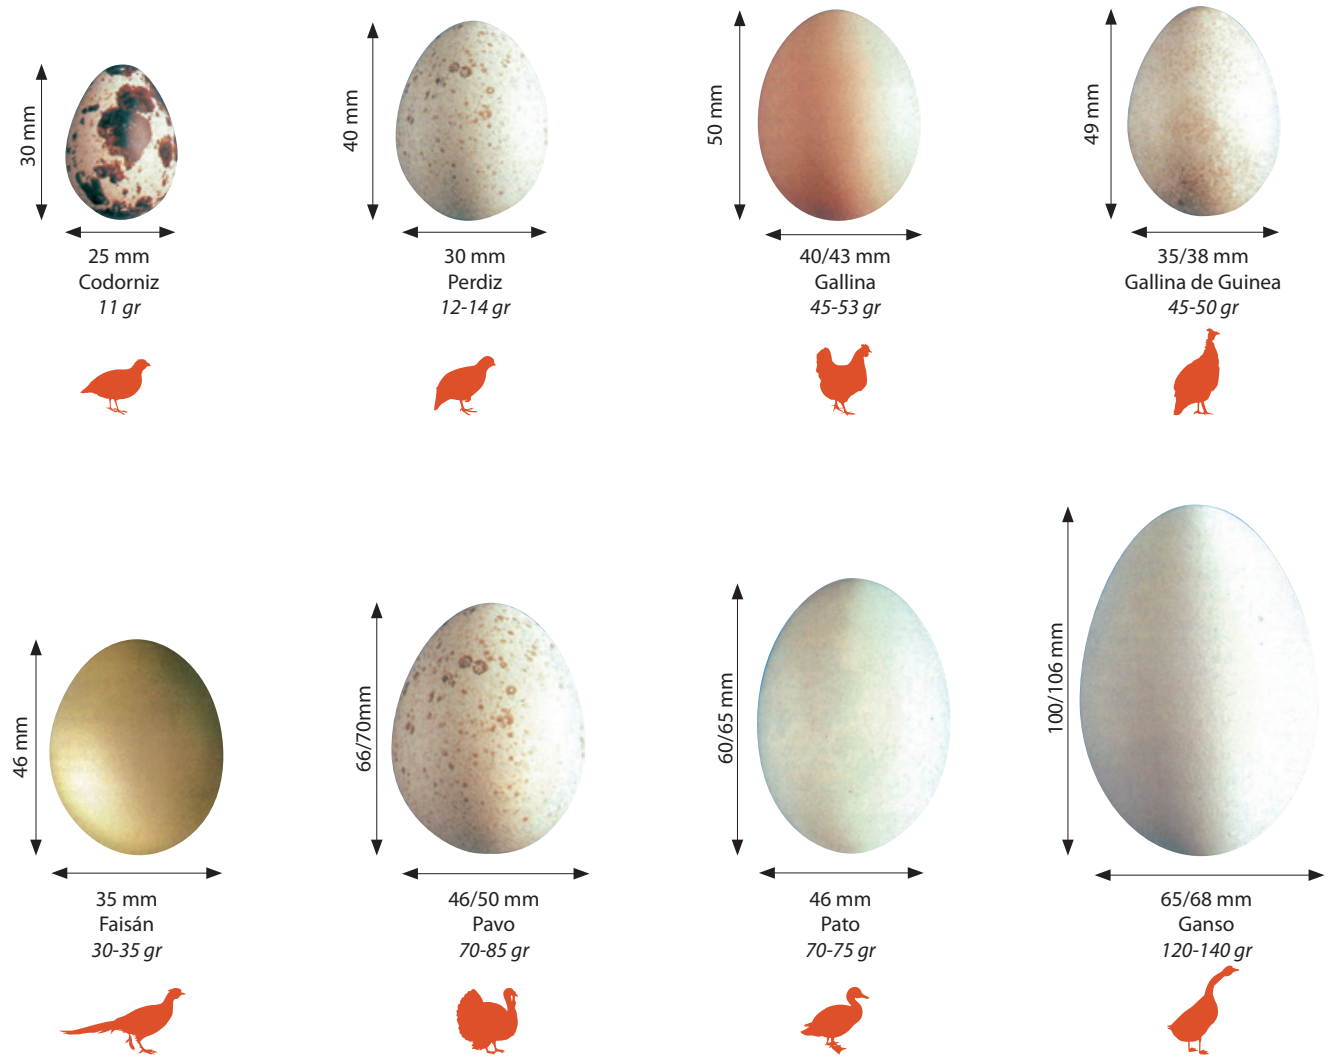 30 mm
25 mm
Codorniz
11 gr
40 mm
30 mm
Perdiz
12-14 gr
50 mm
40/43 mm
Gallina
45-53 gr
49 mm
35/38 mm
Gallina de Guinea
45-50 gr
46 mm
35 mm
Faisán
30-35 gr
66/70mm
46/50 mm
Pavo
70-85 gr
60/65 mm
46 mm
Pato
70-75 gr
100/106 mm
65/68 mm
Ganso
120-140 gr